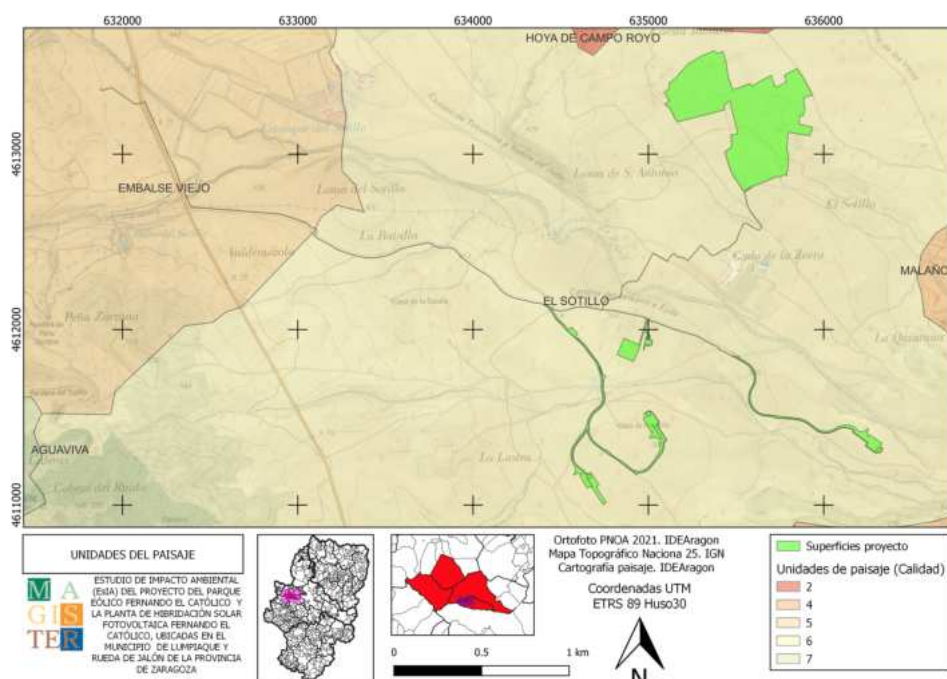 632000 633000 634000 635000 636000
HOYA DE CAMPO ROYO
4613000
Loma de S. Antonio
EMBALSE VIEJO
Loma del Sotillo
El Sotillo
La Balsilla
MALAÑO
EL SOTILLO
4612000
Peña Zarzana
La Lastra
AGUAVIVA
4611000
UNIDADES DEL PAISAJE
MA
GIS
TER
ESTUDIO DE IMPACTO AMBIENTAL
(EsIA) DEL PROYECTO DEL PARQUE
EÓLICO FERNANDO EL CATÓLICO Y
LA PLANTA DE HIBRIDACIÓN SOLAR
FOTOVOLTAICA FERNANDO EL
CATÓLICO, UBICADAS EN EL
MUNICIPIO DE LUMPIAQUE Y
RUEDA DE JALÓN DE LA PROVINCIA
DE ZARAGOZA
0 0.5 1 km
Ortofoto PNOA 2021. IDEAragon
Mapa Topográfico Naciona 25. IGN
Cartografía paisaje. IDEAragon
Coordenadas UTM
ETRS 89 Huso30
N
Superficies proyecto
Unidades de paisaje (Calidad)
2
4
5
6
7